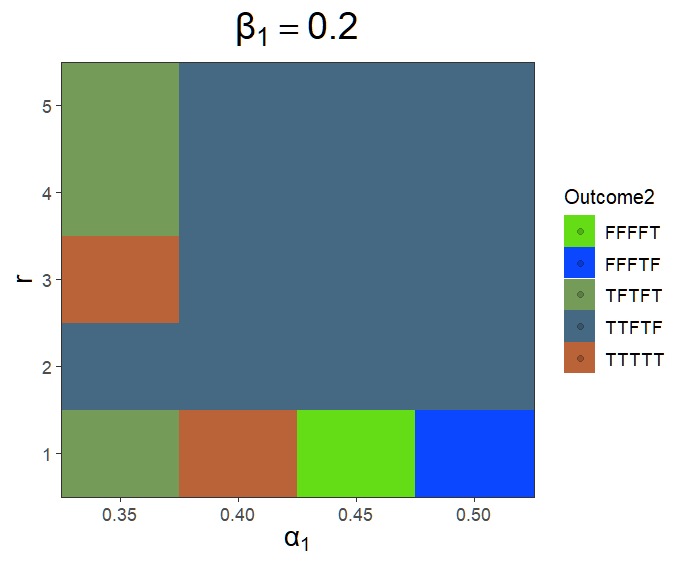 β₁ = 0.2
5
4
3
2
1
r
0.35 0.40 0.45 0.50
α₁
Outcome2
FFFFT
FFFTF
TFTFT
TTFTF
TTTTT